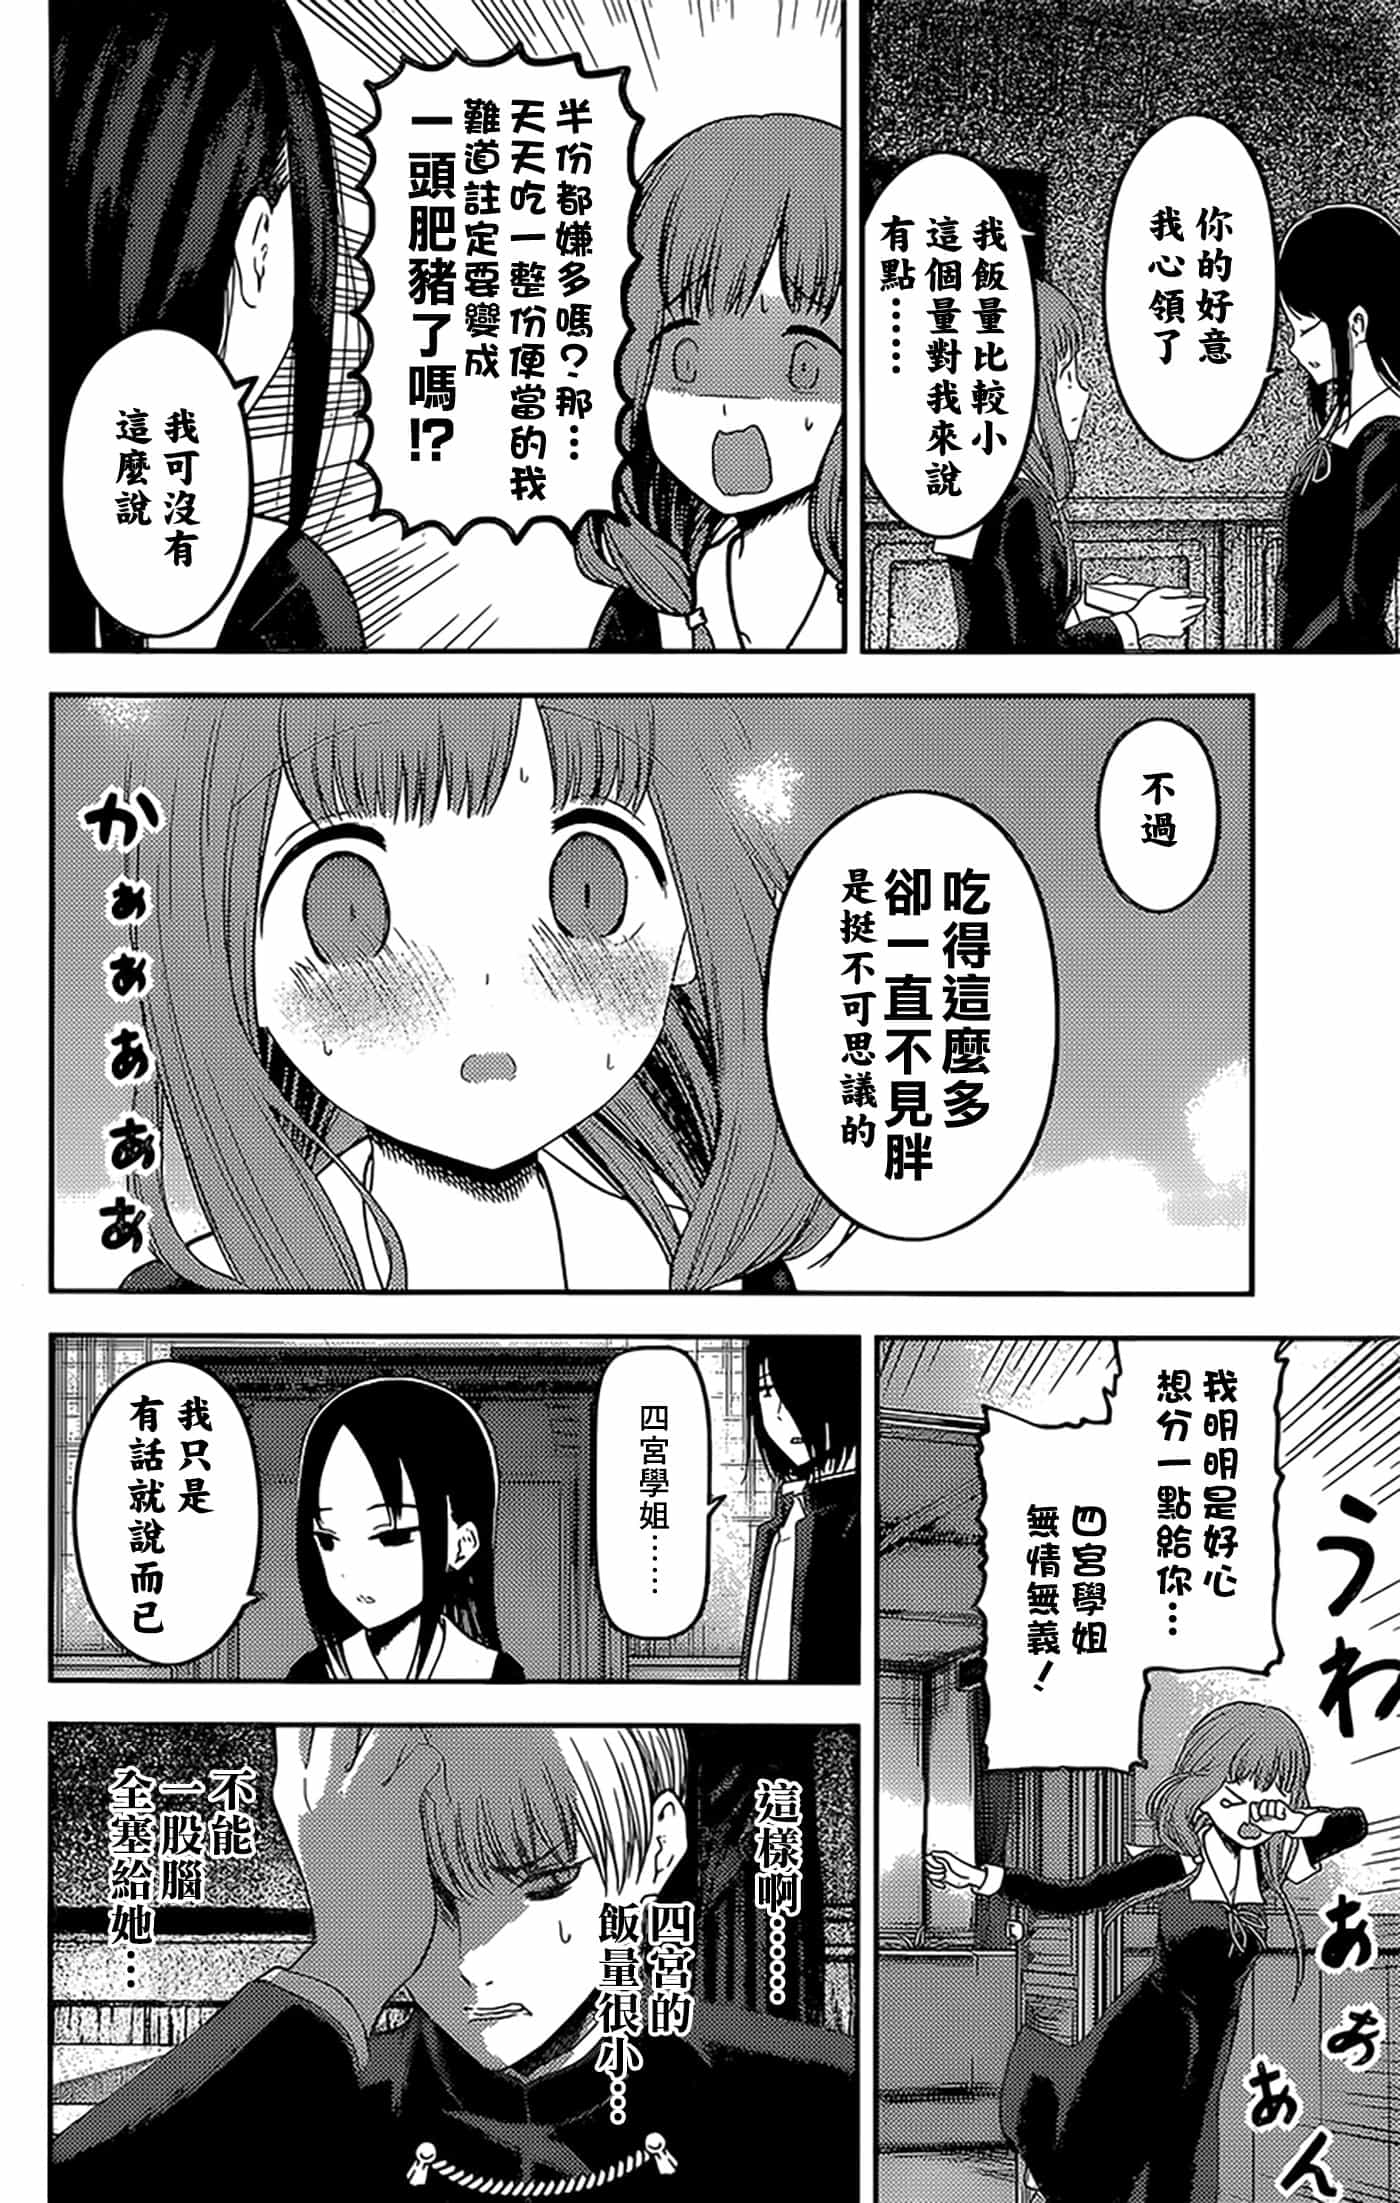 你的好意
我心領了
我飯量比較小
這個量對我來說
有點……
半份都嫌多嗎？那…
天天吃一整份便當的我
難道註定要變成
一頭肥豬了嗎!?
我可沒有
這麼說
不過
吃得這麼多
卻一直不見胖
是挺不可思議的
かぁぁぁぁぁ
我明明是好心
想分一點給你…
四宮學姐
無情無義！
うわあぁあん
四宮學姐……
我只是
有話就說而已
這樣啊……
四宮的
飯量很小…
不能
一股腦
全塞給她…